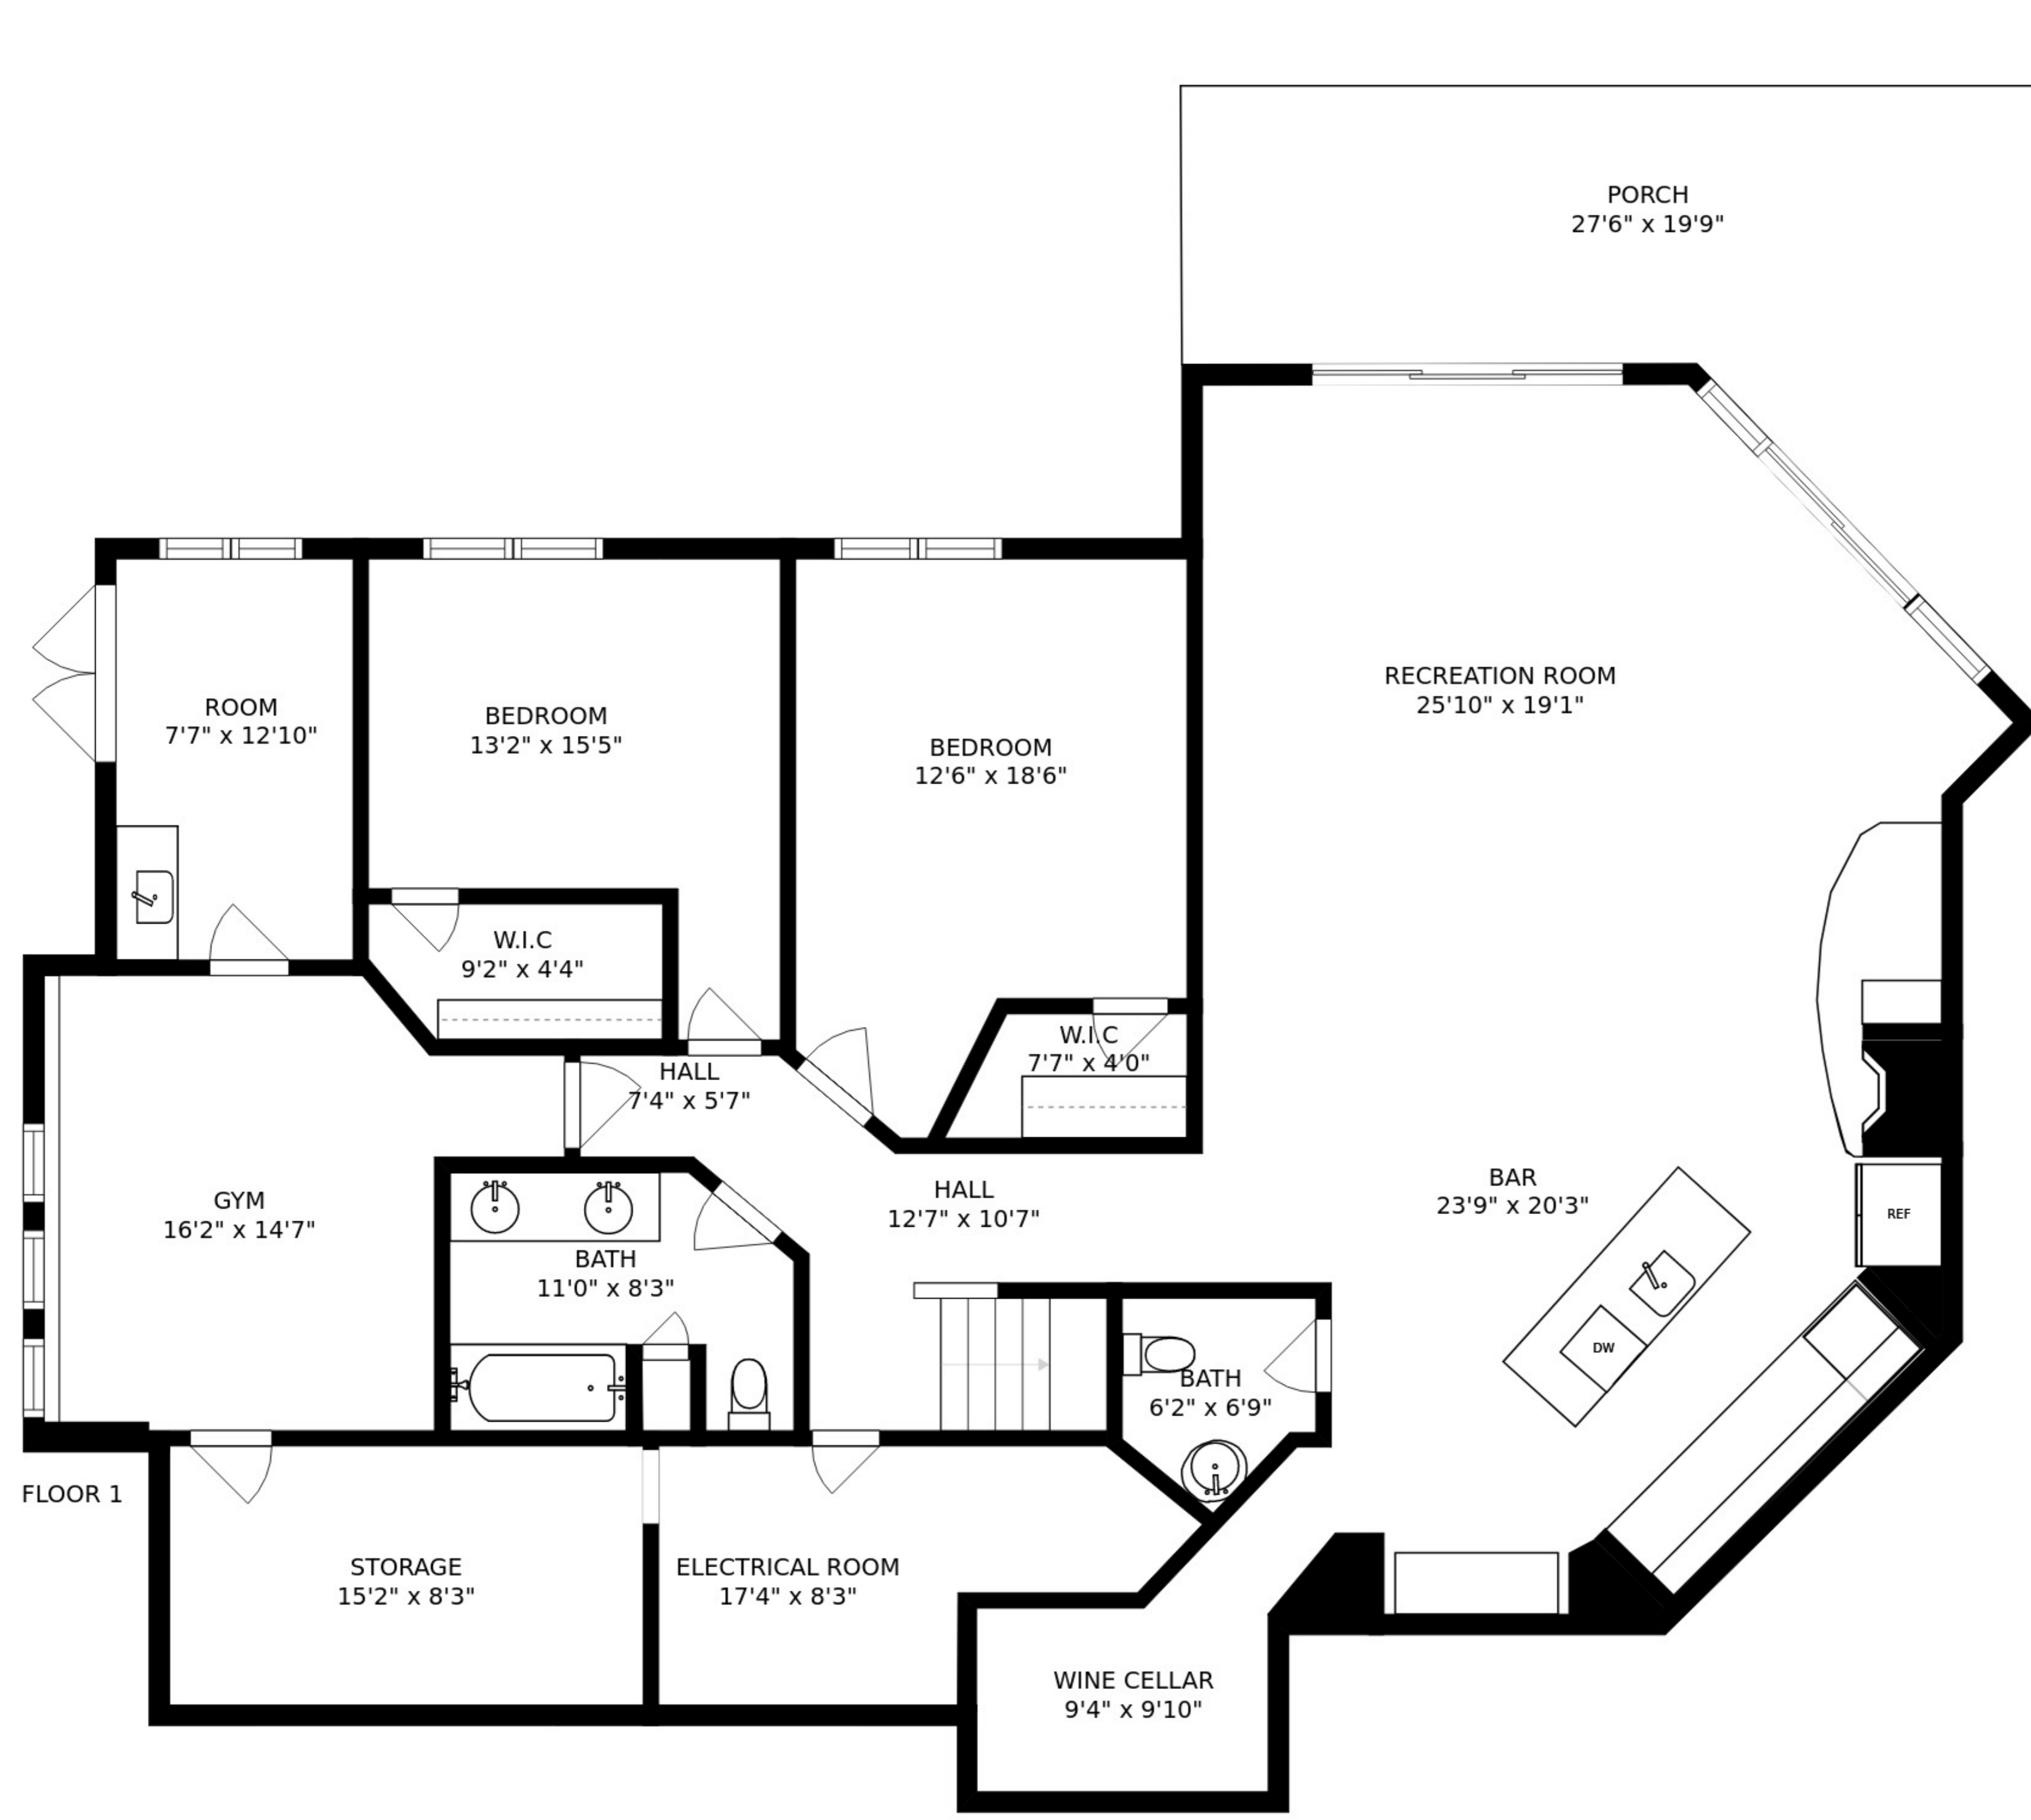 PORCH
27'6" x 19'9"
RECREATION ROOM
25'10" x 19'1"
ROOM
7'7" x 12'10"
BEDROOM
13'2" x 15'5"
BEDROOM
12'6" x 18'6"
W.I.C
9'2" x 4'4"
W.I.C
7'7" x 4'0"
HALL
7'4" x 5'7"
GYM
16'2" x 14'7"
HALL
12'7" x 10'7"
BAR
23'9" x 20'3"
REF
BATH
11'0" x 8'3"
DW
BATH
6'2" x 6'9"
FLOOR 1
STORAGE
15'2" x 8'3"
ELECTRICAL ROOM
17'4" x 8'3"
WINE CELLAR
9'4" x 9'10"